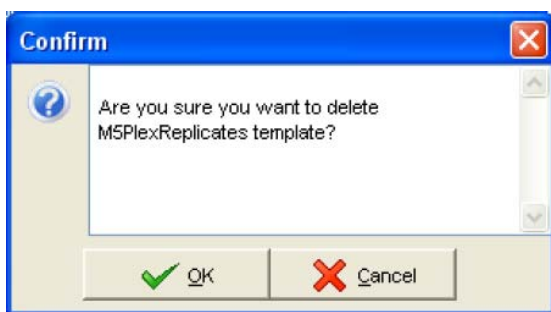 Confirm
Are you sure you want to delete
M5PlexReplicates template?
OK
Cancel